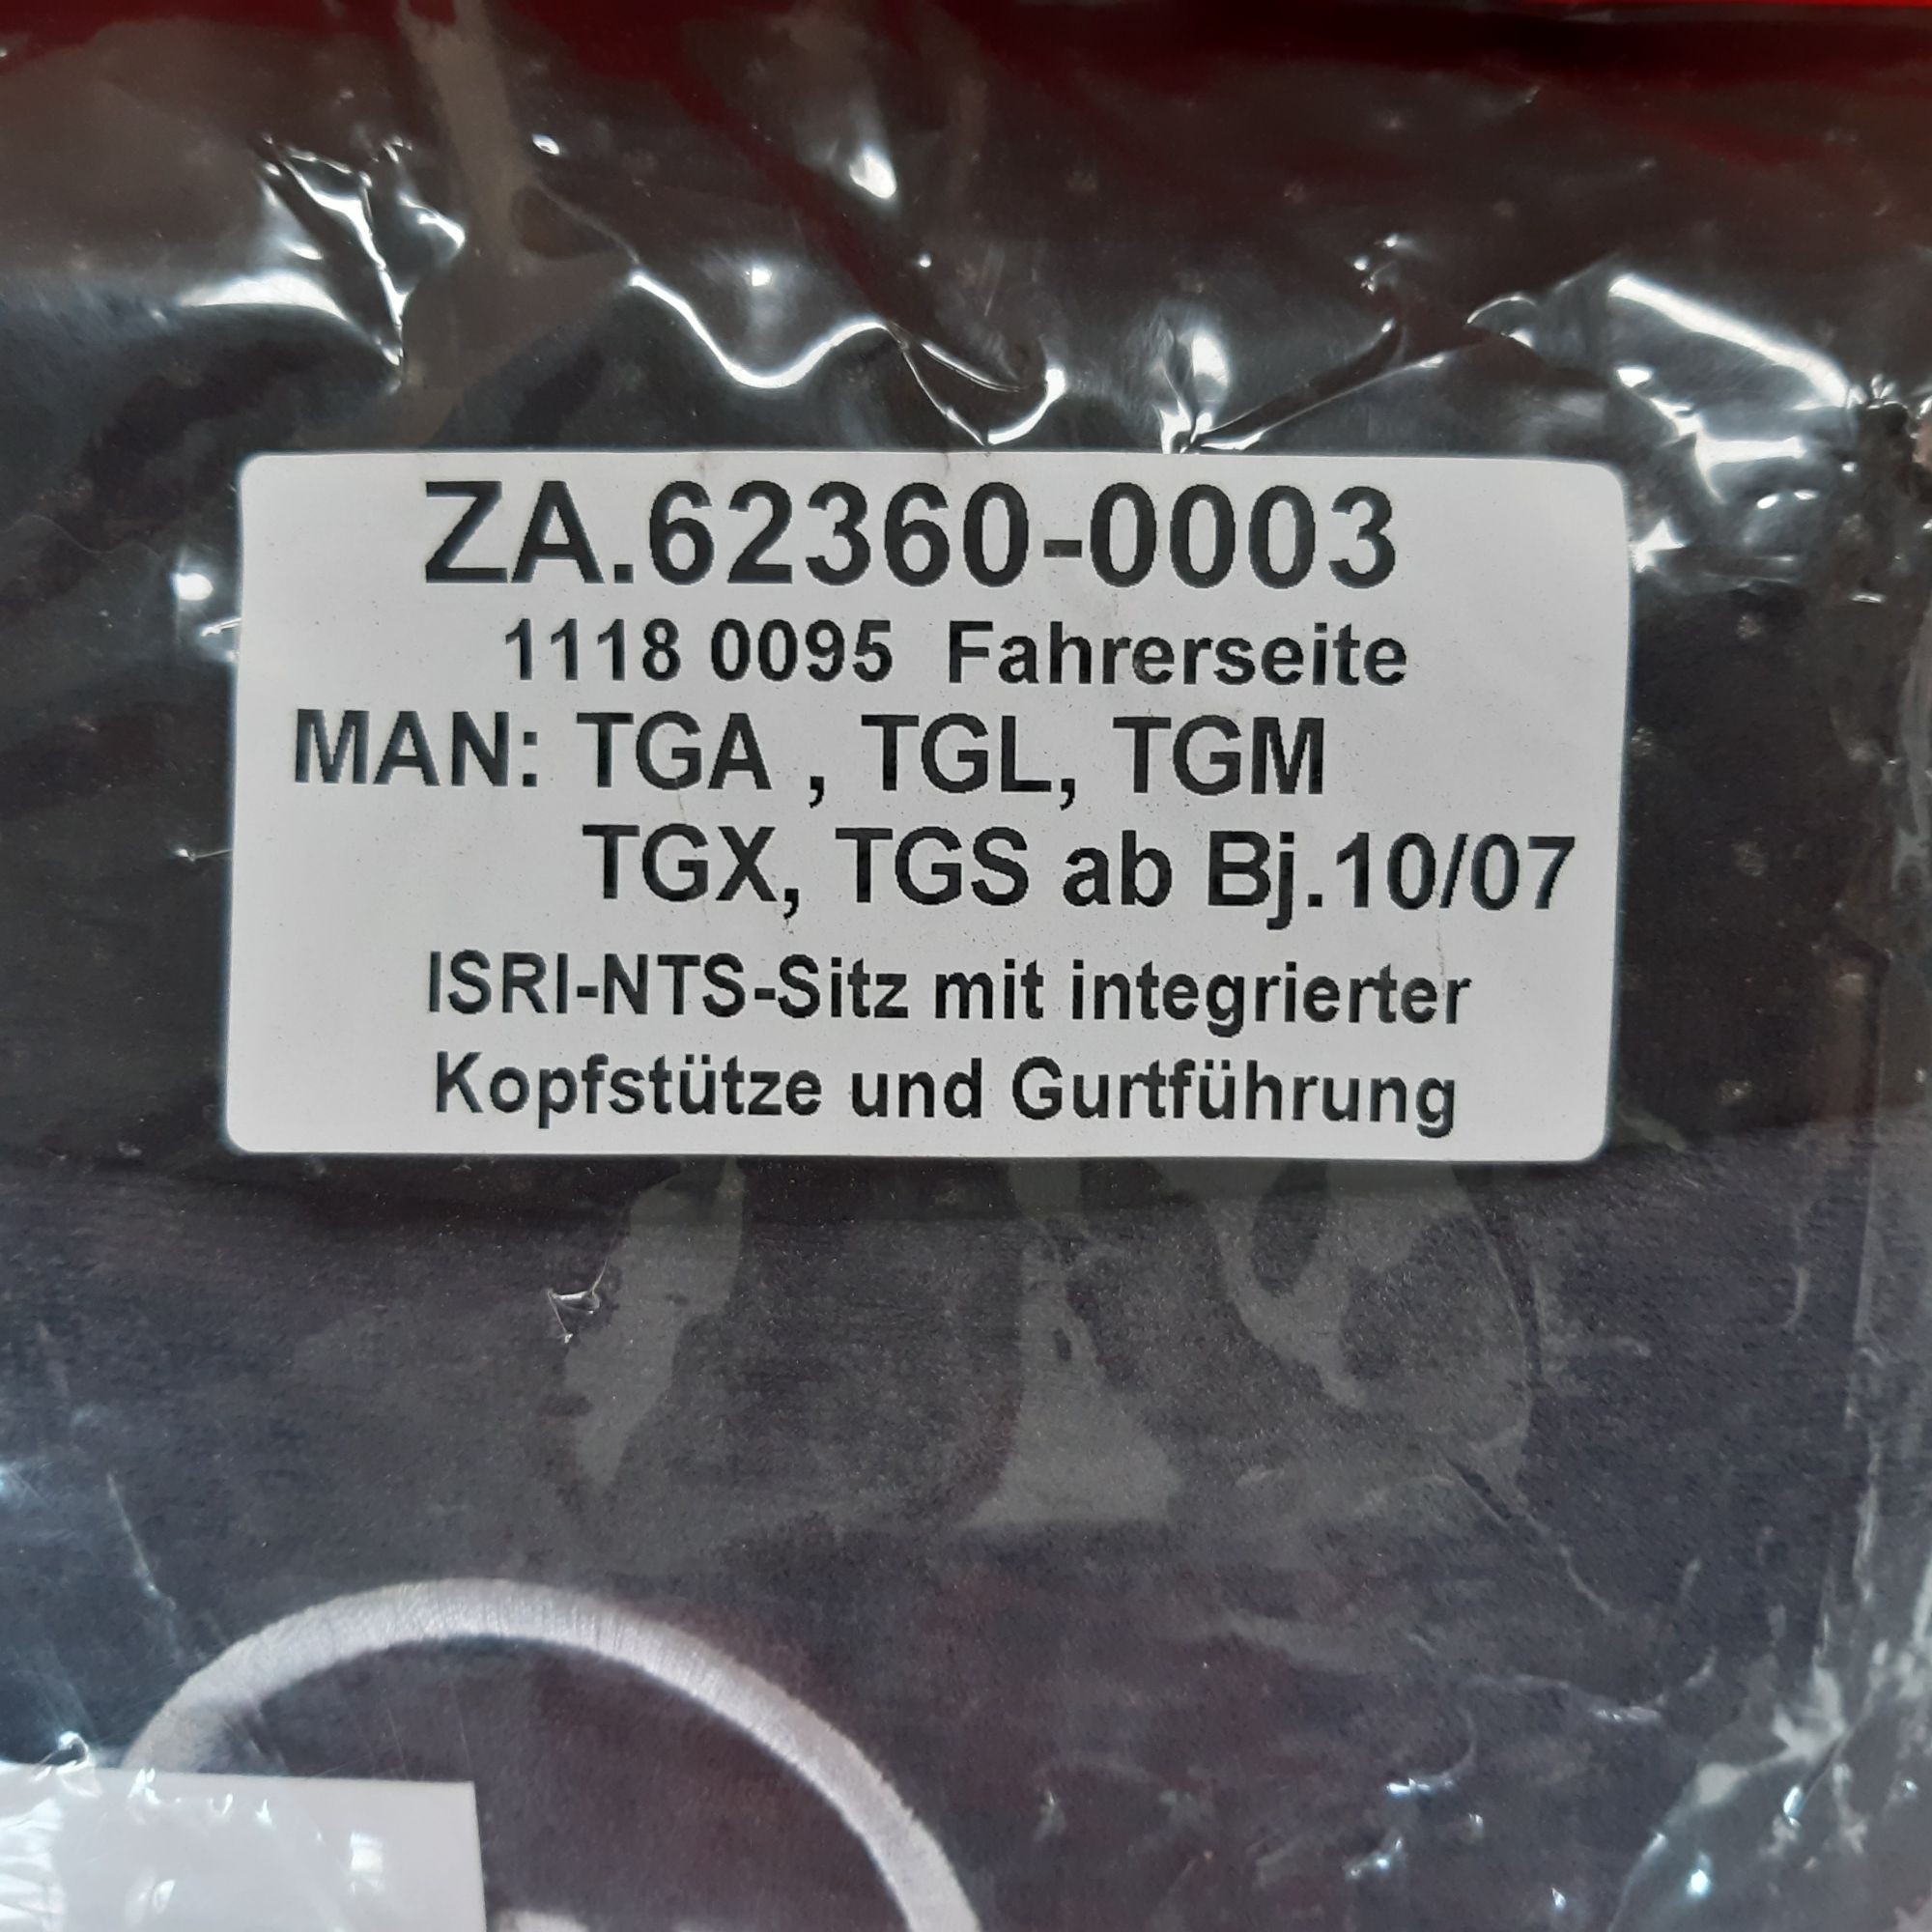 ZA.62360-0003
1118 0095 Fahrerseite
MAN: TGA , TGL, TGM
TGX, TGS ab Bj.10/07
ISRI-NTS-Sitz mit integrierter
Kopfstütze und Gurtführung